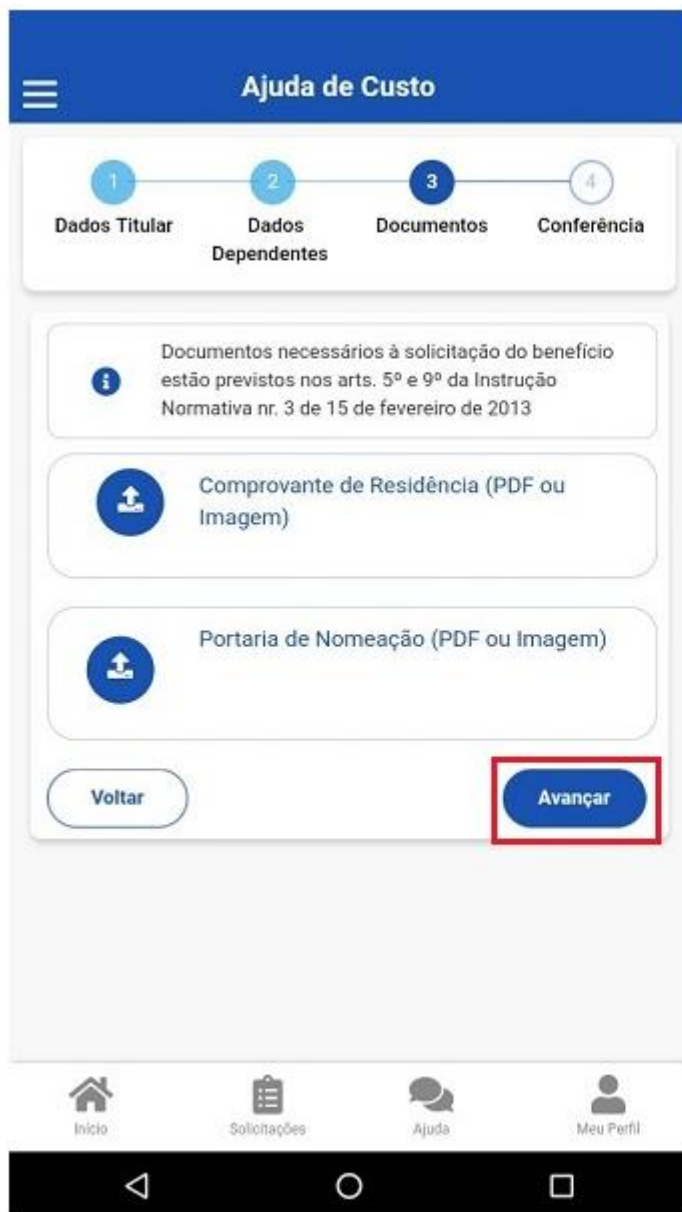 Ajuda de Custo
1
2
3
4
Dados Titular
Dados
Dependentes
Documentos
Conferência
Documentos necessários à solicitação do benefício
estão previstos nos arts. 5º e 9º da Instrução
Normativa nr. 3 de 15 de fevereiro de 2013
Comprovante de Residência (PDF ou
Imagem)
Portaria de Nomeação (PDF ou Imagem)
Voltar
Avançar
Início
Solicitações
Ajuda
Meu Perfil